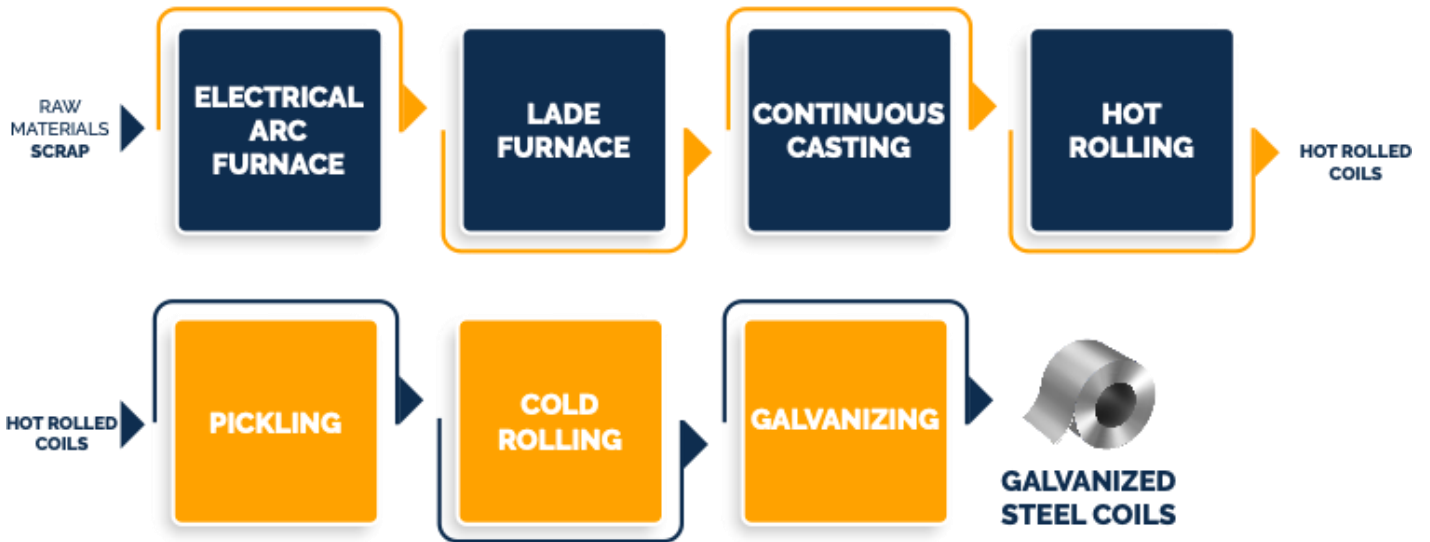 RAW
MATERIALS
SCRAP
ELECTRICAL
ARC
FURNACE
LADE
FURNACE
CONTINUOUS
CASTING
HOT
ROLLING
HOT ROLLED
COILS
HOT ROLLED
COILS
PICKLING
COLD
ROLLING
GALVANIZING
GALVANIZED
STEEL COILS